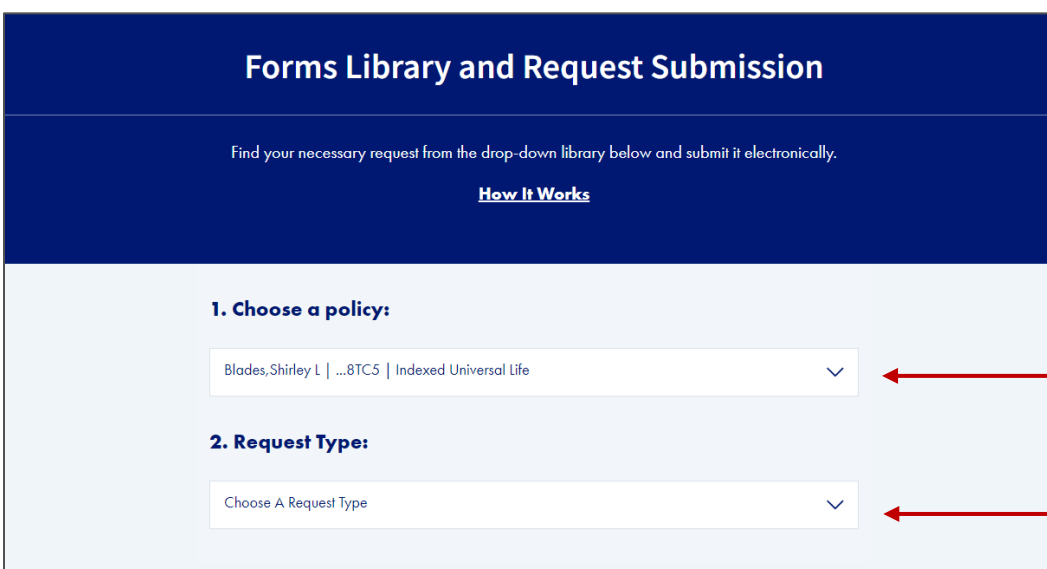 Forms Library and Request Submission
Find your necessary request from the drop-down library below and submit it electronically.
How It Works
1. Choose a policy:
Blades,Shirley L | ...8TC5 | Indexed Universal Life
2. Request Type:
Choose A Request Type